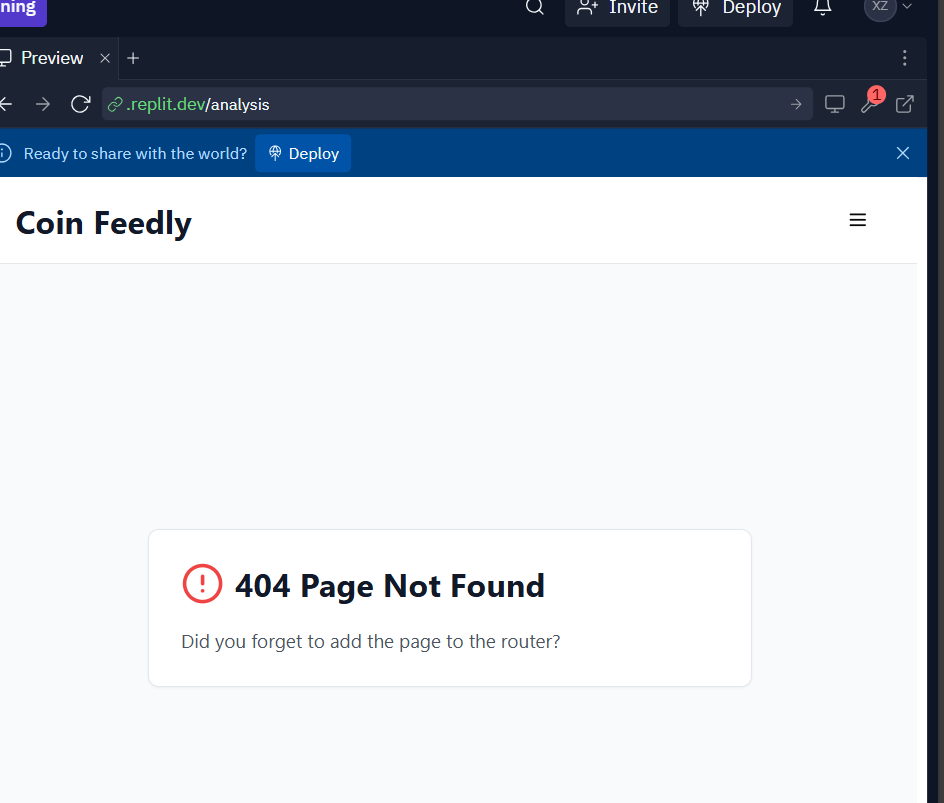 ning
Invite
Deploy
XZ
Preview
.replit.dev/analysis
1
Ready to share with the world?
Deploy
Coin Feedly
404 Page Not Found
Did you forget to add the page to the router?